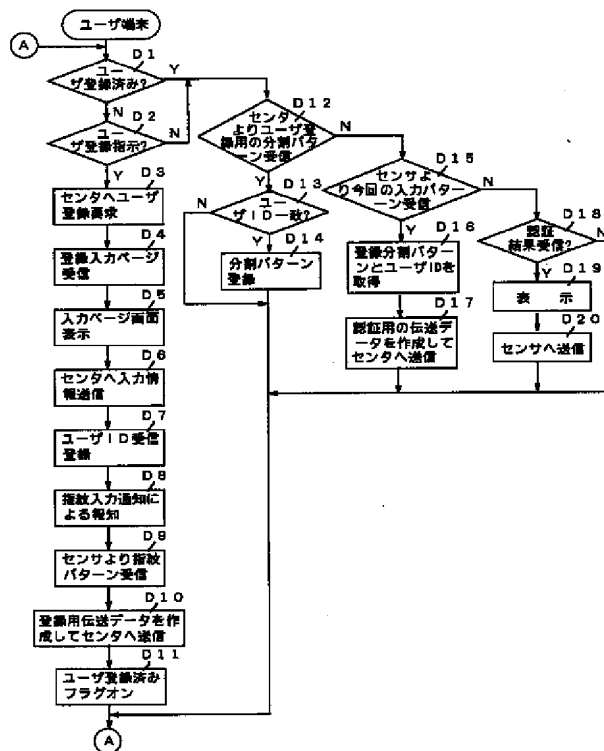 ユーザ端末
A
D1
ユー
ザ登録済み?
Y
N
D2
ユー
ザ登録指示?
N
Y
D3
センタへユーザ
登録要求
D4
登録入力ページ
受信
D5
入力ページ画面
表示
D6
センタへ入力情
報送信
D7
ユーザID受信
登録
D8
指紋入力通知に
よる報知
D9
センサより指紋
パターン受信
D10
登録用伝送データを作
成してセンタへ送信
D11
ユーザ登録済み
フラグオン
A
D12
センタ
よりユーザ登
録用の分割パタ
ーン受信
N
Y
D13
ユー
ザID一致?
N
Y
D14
分割パターン
登録
D15
センサよ
り今回の入力パター
ン受信
N
Y
D16
登録分割パター
ンとユーザIDを
取得
D17
認証用の伝送デー
タを作成して
センタへ送信
D18
認証
結果受信?
N
Y
D19
表 示
D20
センサへ送信